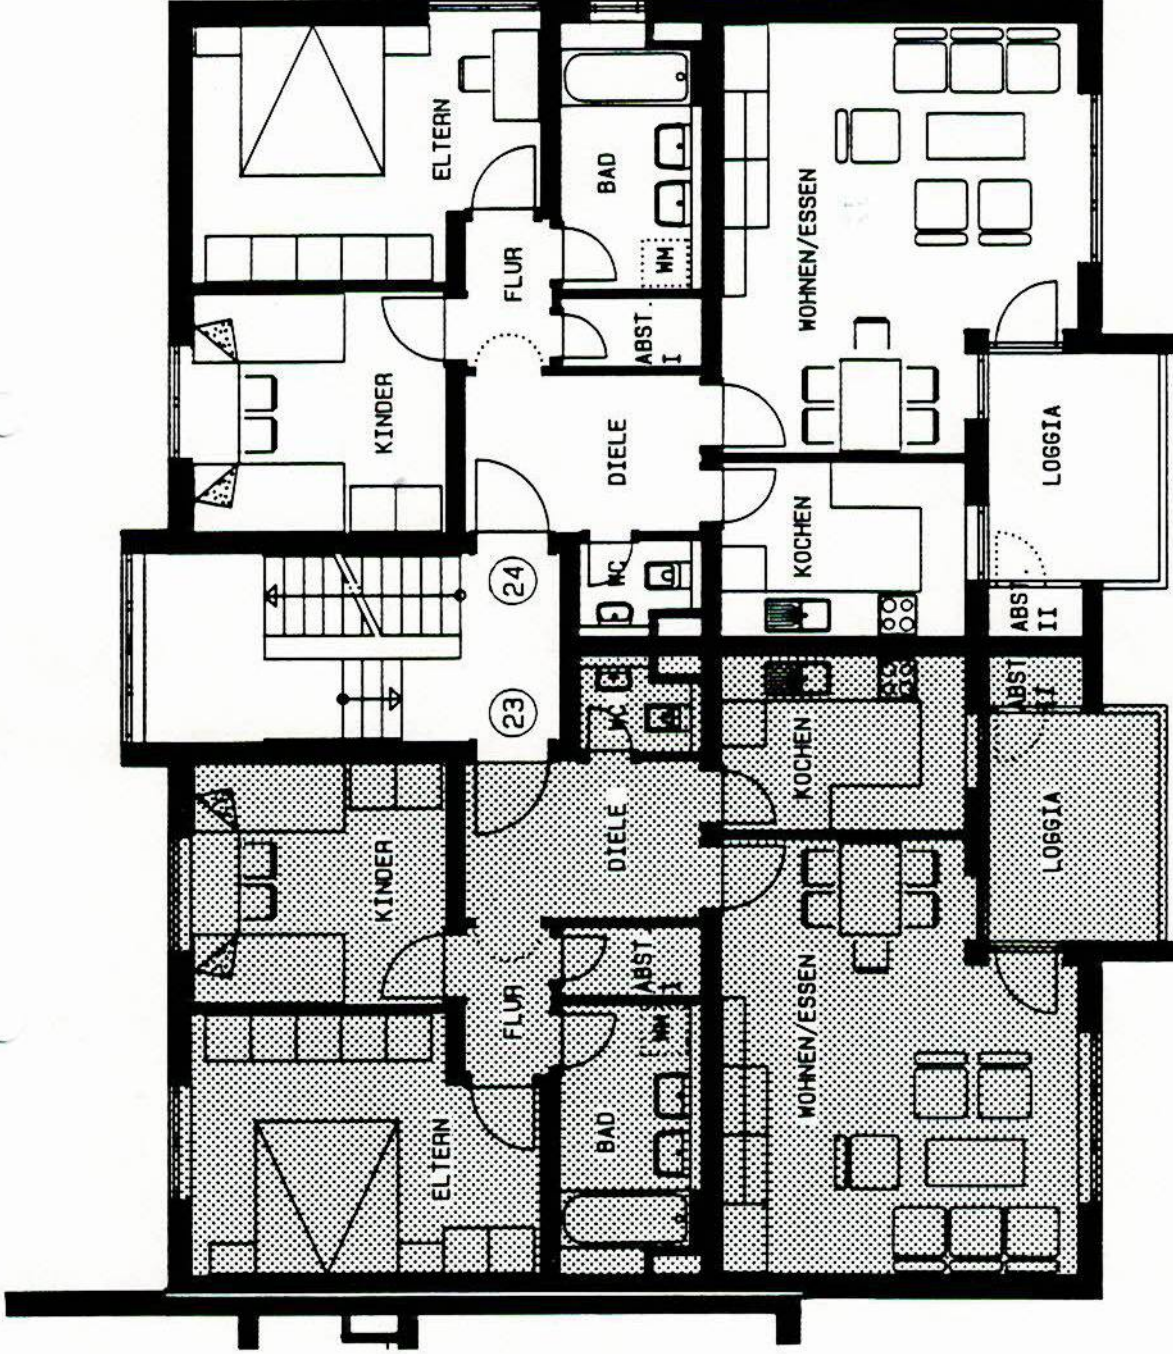 ELTERN
BAD
WM
FLUR
ABST.
I
KINDER
WOHNEN/ESSEN
DIELE
LOGGIA
KOCHEN
WC
ABST.
II
24
23
WC
ABST
II
KOCHEN
DIELE
LOGGIA
KINDER
ABST
I
FLUR
WM
WOHNEN/ESSEN
BAD
ELTERN